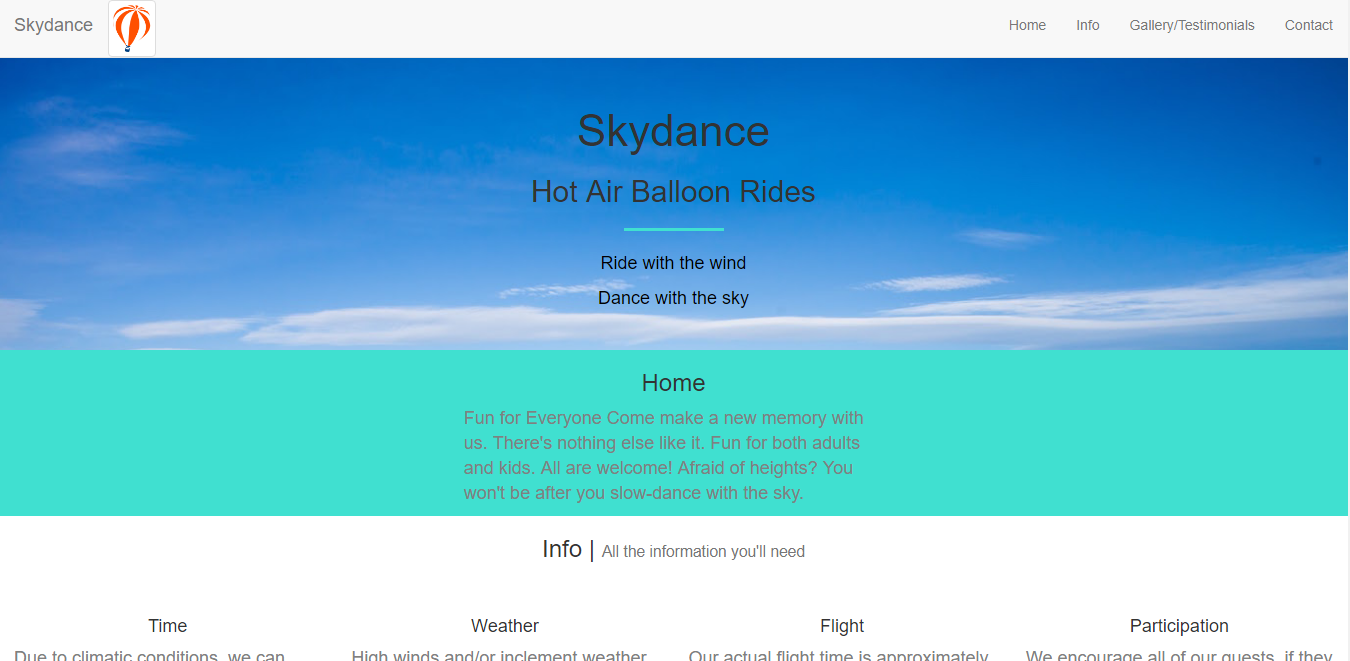 Skydance
Home Info Gallery/Testimonials Contact
Skydance
Hot Air Balloon Rides
Ride with the wind
Dance with the sky
Home
Fun for Everyone Come make a new memory with
us. There's nothing else like it. Fun for both adults
and kids. All are welcome! Afraid of heights? You
won't be after you slow-dance with the sky.
Info | All the information you'll need
Time Weather Flight Participation
Due to climatic conditions, we can High winds and/or inclement weather Our actual flight time is approximately We encourage all of our guests, if they